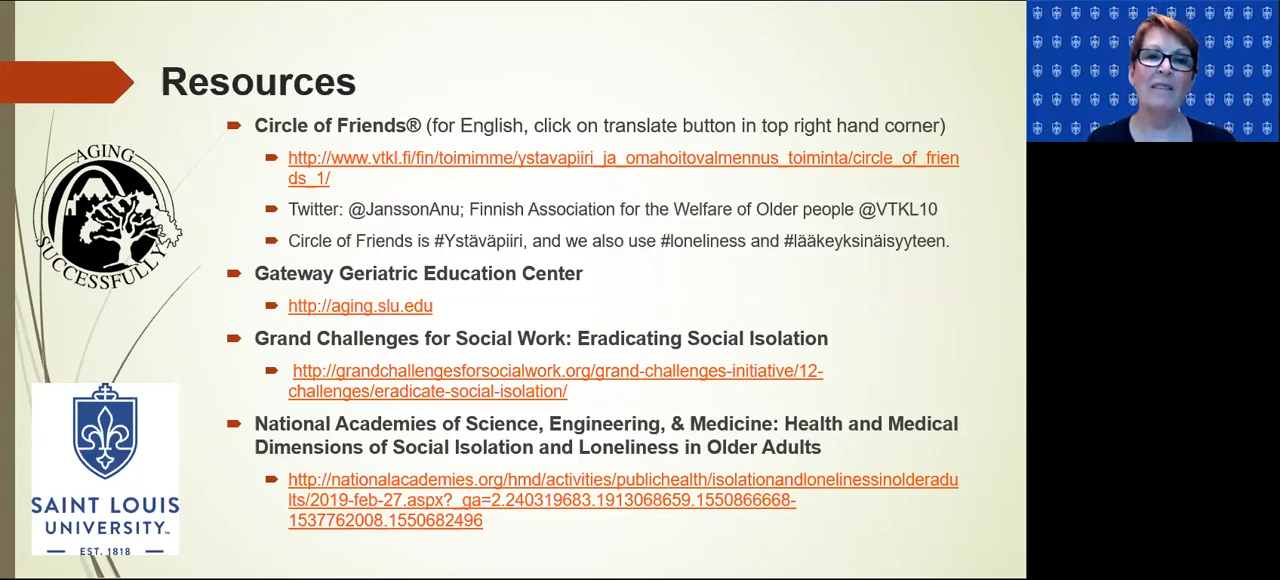 Resources
Circle of Friends® (for English, click on translate button in top right hand corner)
http://www.vtkl.fi/fin/toimimme/ystavapiiri_ja_omahoitovalmennus_toiminta/circle_of_frien
ds_1/
Twitter: @JanssonAnu; Finnish Association for the Welfare of Older people @VTKL10
Circle of Friends is #Ystäväpiiri, and we also use #loneliness and #lääkeyksinäisyyteen.
Gateway Geriatric Education Center
http://aging.slu.edu
Grand Challenges for Social Work: Eradicating Social Isolation
http://grandchallengesforsocialwork.org/grand-challenges-initiative/12-
challenges/eradicate-social-isolation/
National Academies of Science, Engineering, & Medicine: Health and Medical
Dimensions of Social Isolation and Loneliness in Older Adults
http://nationalacademies.org/hmd/activities/publichealth/isolationandlonelinessinolderadu
lts/2019-feb-27.aspx?_ga=2.240319683.1913068659.1550866668-
1537762008.1550682496
AGING
SUCCESSFULLY
SAINT LOUIS
UNIVERSITY™
EST. 1818